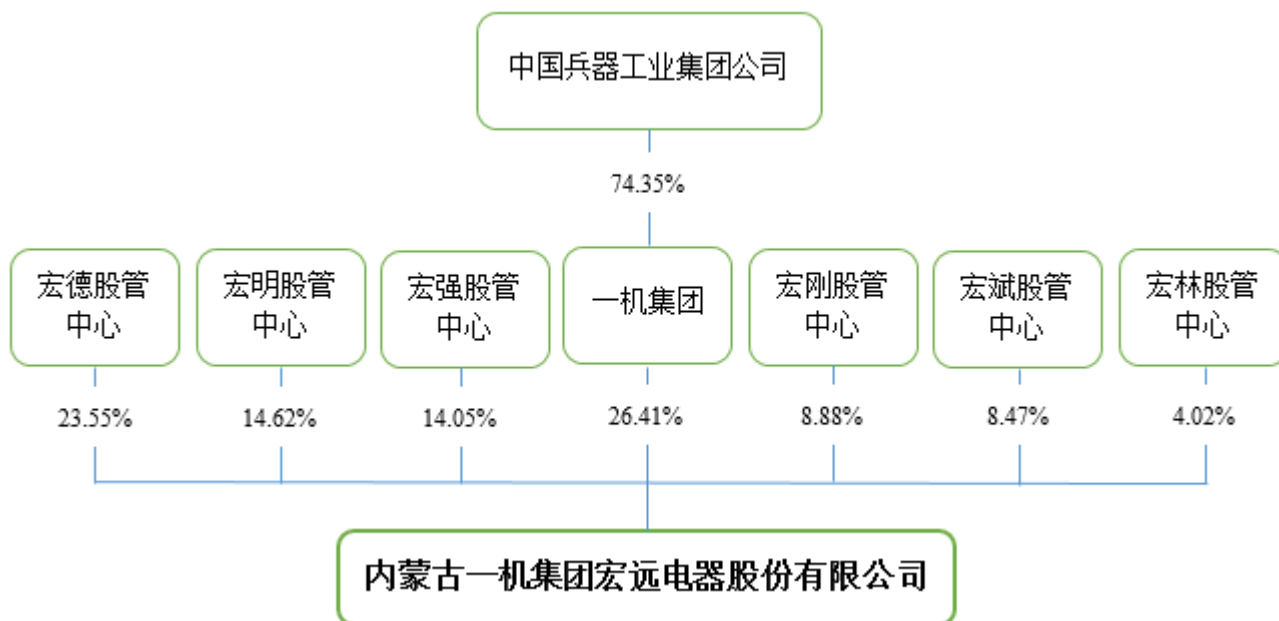 中国兵器工业集团公司
74.35%
宏德股管
中心
宏明股管
中心
宏强股管
中心
一机集团
宏刚股管
中心
宏斌股管
中心
宏林股管
中心
23.55%
14.62%
14.05%
26.41%
8.88%
8.47%
4.02%
内蒙古一机集团宏远电器股份有限公司